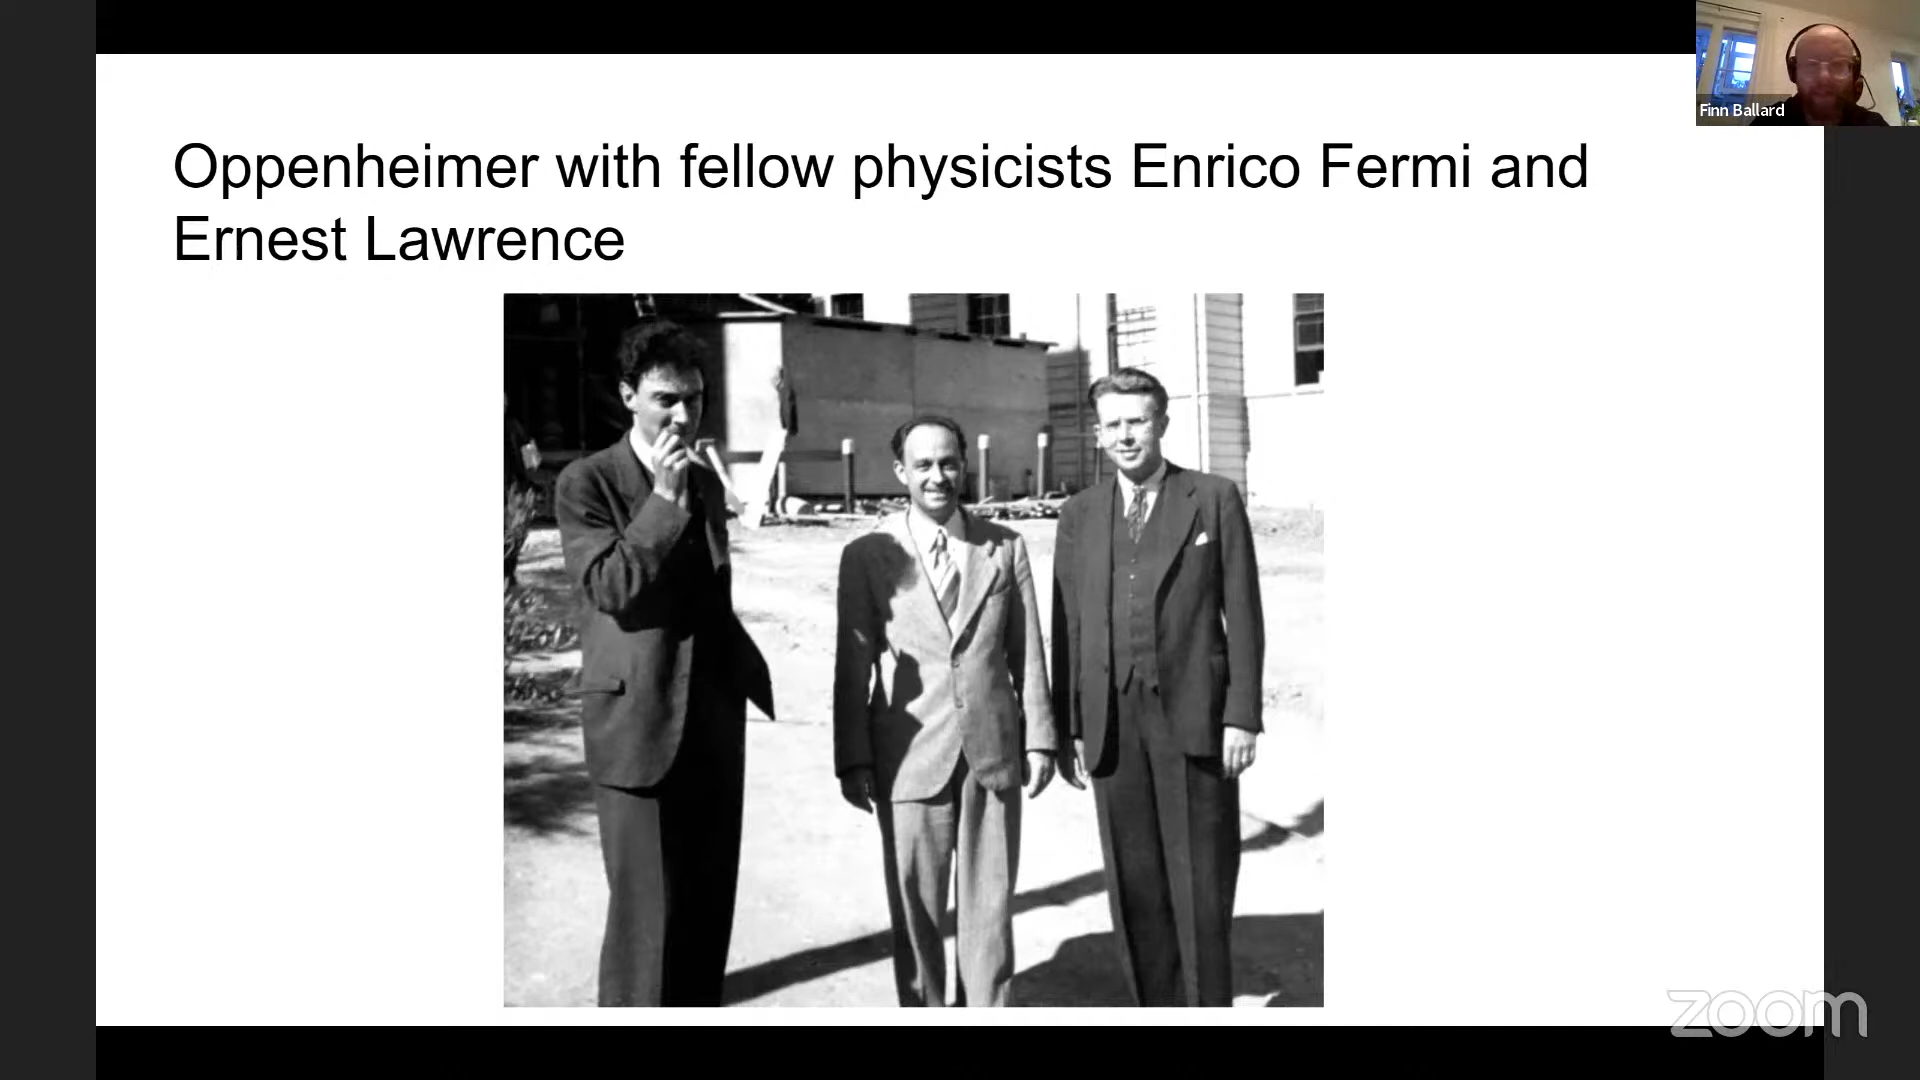 Finn Ballard
Oppenheimer with fellow physicists Enrico Fermi and
Ernest Lawrence
zoom